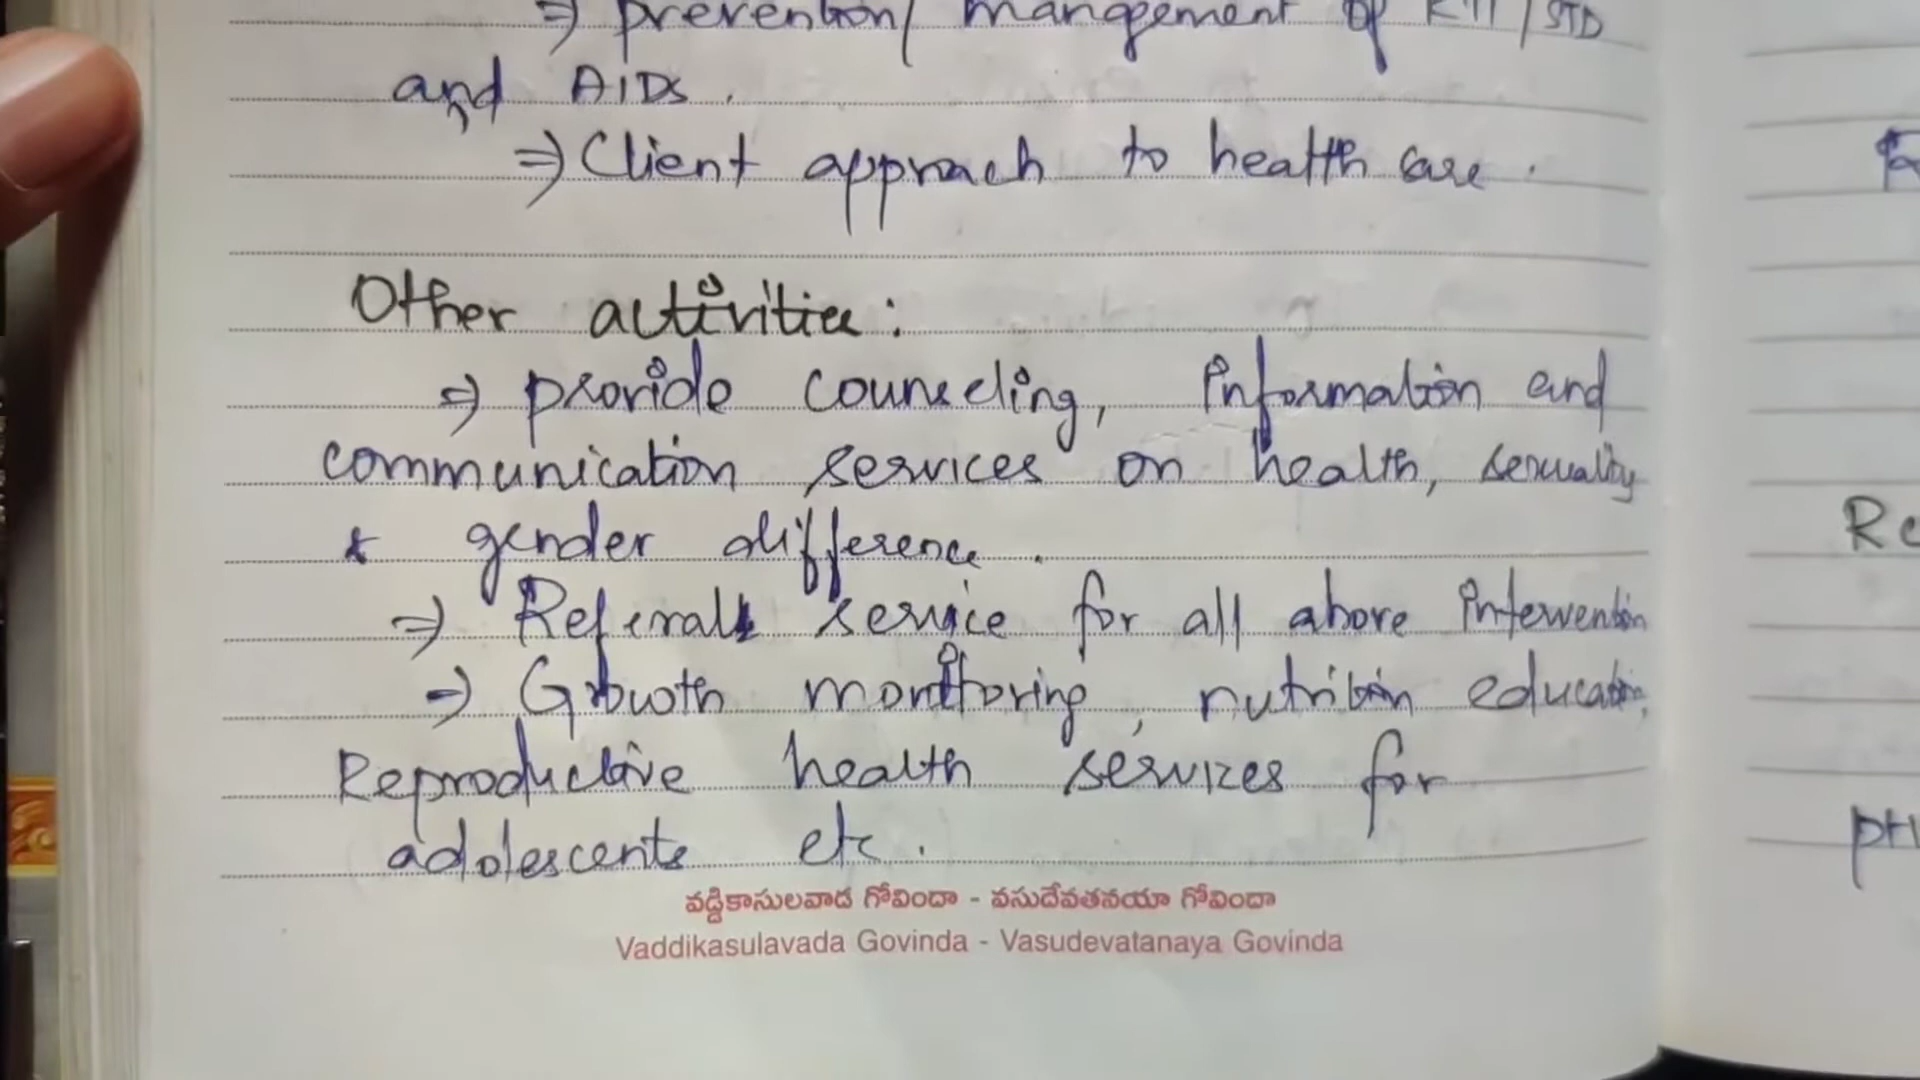 ⇒ prevention/ management of RTI/STD
and AIDs.
⇒ Client approach to health care.
Other activities:
⇒ provide counseling, information and
communication services on health, sexuality
& gender difference.
⇒ Referals service for all above intervention
⇒ Growth monitoring, nutrition education,
Reproductive health services for
adolescents etc.
వడ్డికాసులవాడ గోవిందా - వసుదేవతనయా గోవిందా
Vaddikasulavada Govinda - Vasudevatanaya Govinda